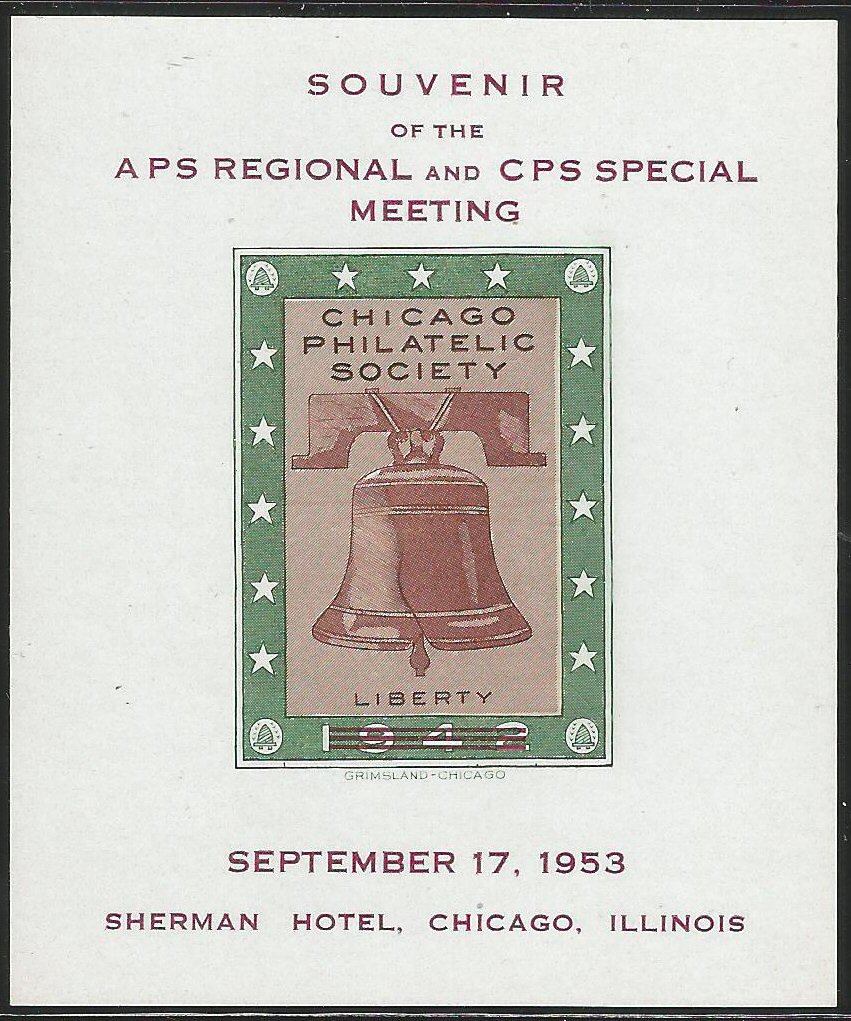 SOUVENIR
OF THE
APS REGIONAL AND CPS SPECIAL
MEETING
CHICAGO
PHILATELIC
SOCIETY
LIBERTY
1942
GRIMSLAND-CHICAGO
SEPTEMBER 17, 1953
SHERMAN HOTEL, CHICAGO, ILLINOIS